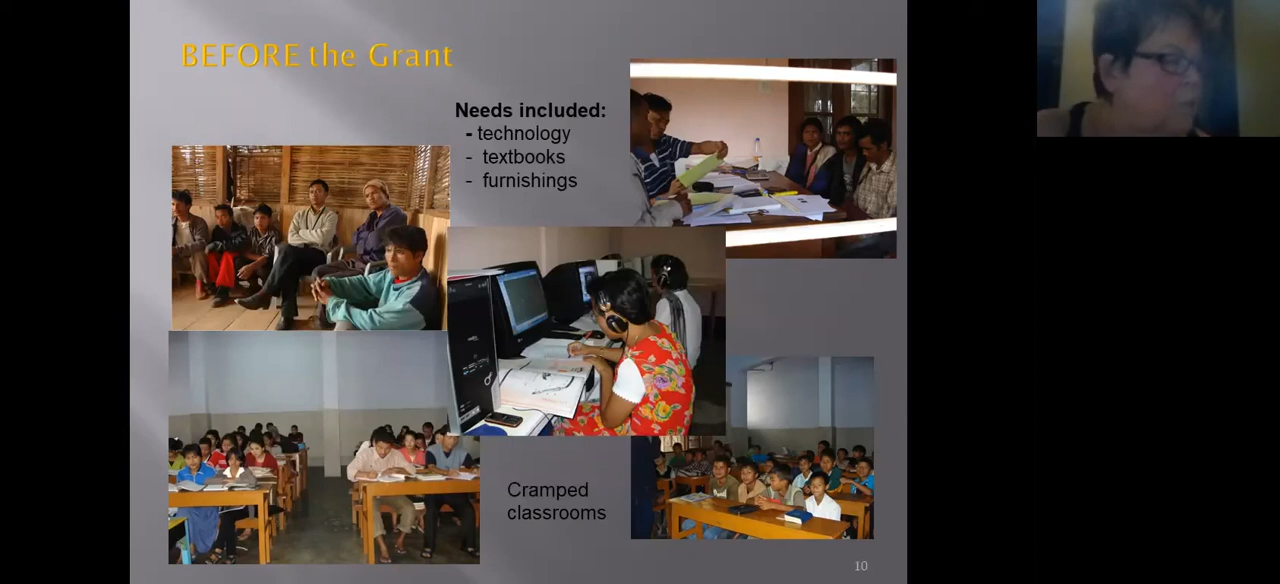 BEFORE the Grant
Needs included:
- technology
- textbooks
- furnishings
Cramped
classrooms
10